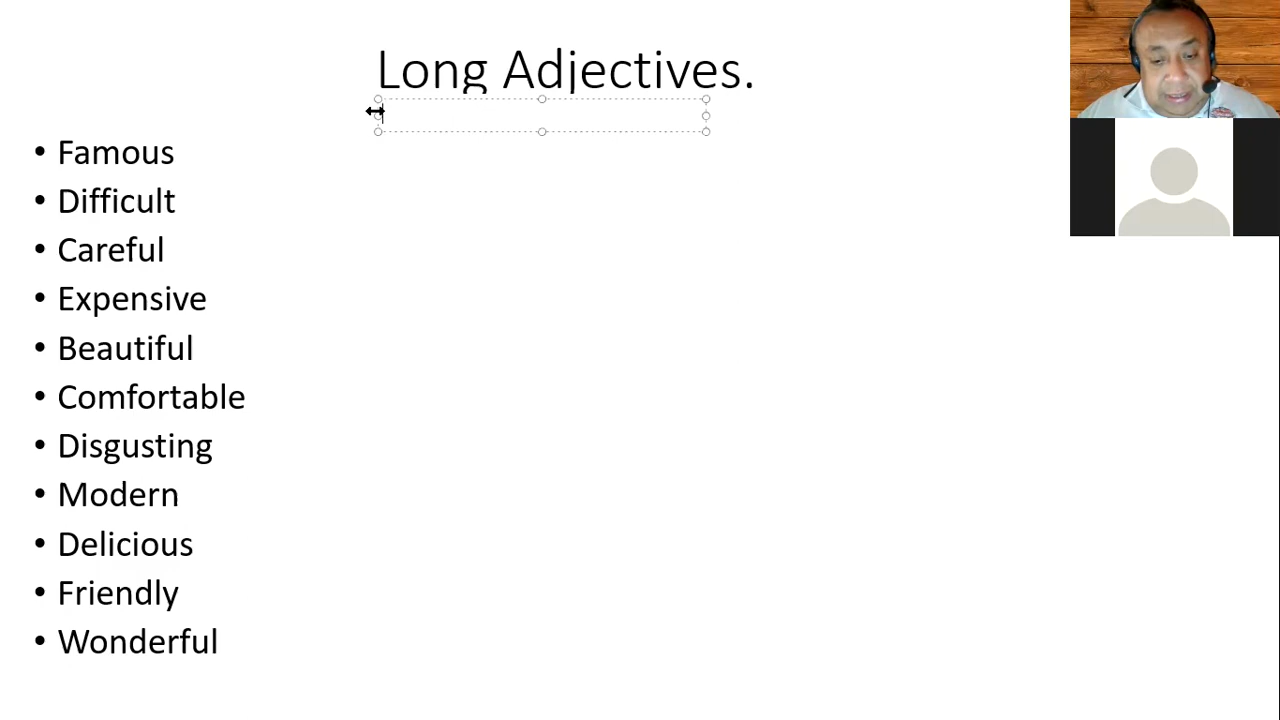 Long Adjectives.
• Famous
• Difficult
• Careful
• Expensive
• Beautiful
• Comfortable
• Disgusting
• Modern
• Delicious
• Friendly
• Wonderful